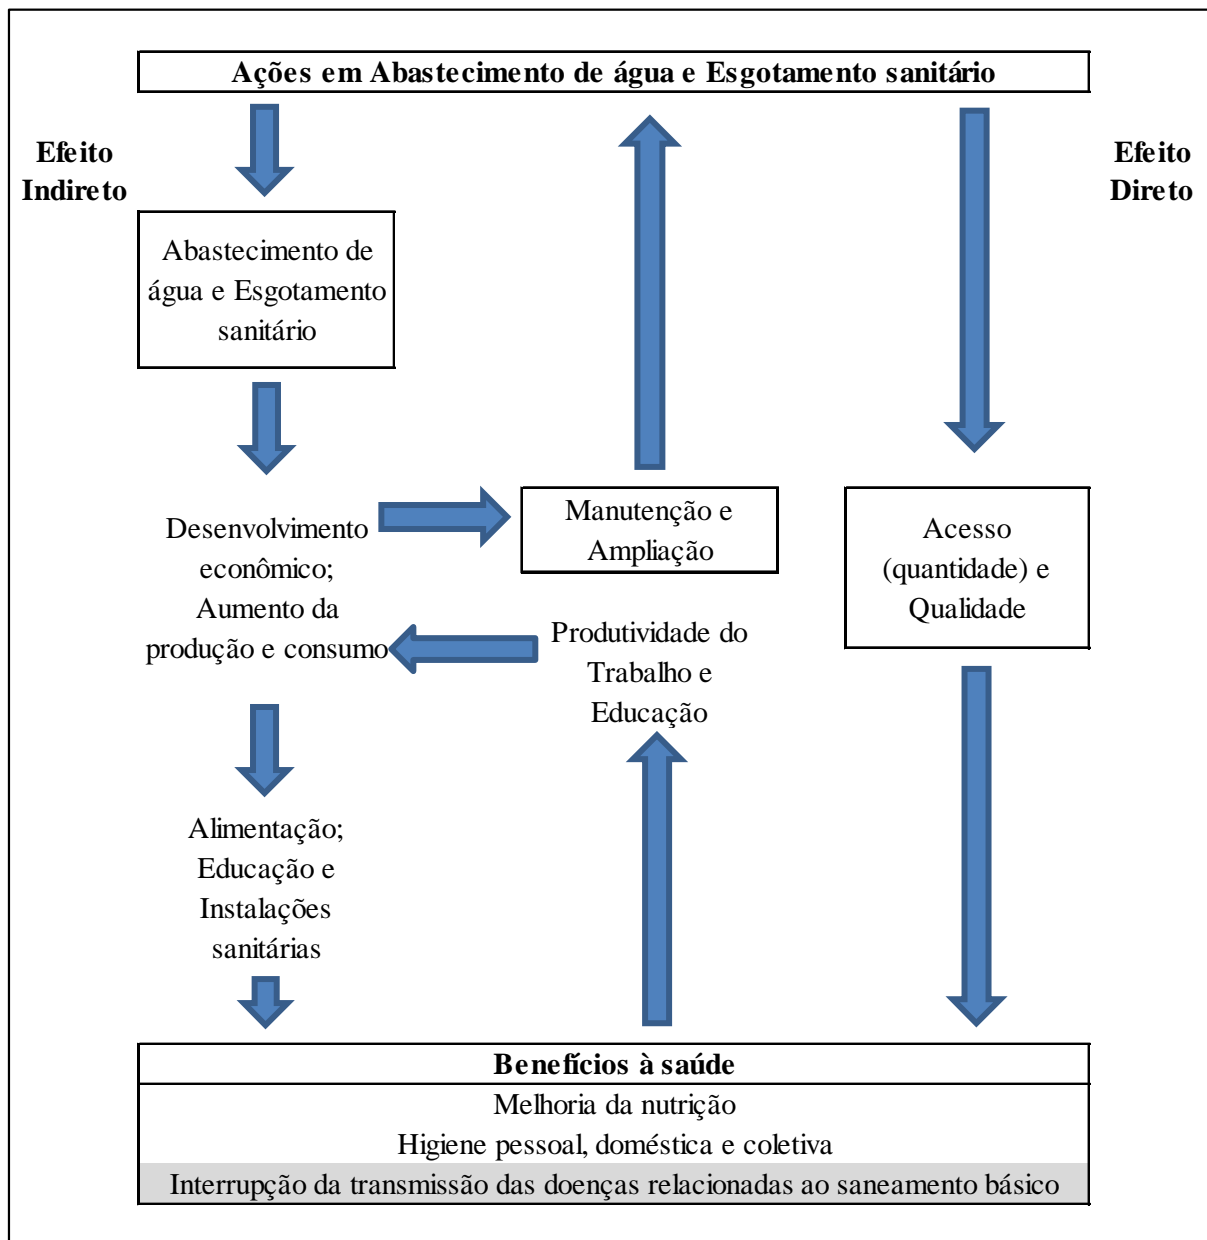 Ações em Abastecimento de água e Esgotamento sanitário
Efeito
Indireto
Efeito
Direto
Abastecimento de
água e Esgotamento
sanitário
Desenvolvimento
econômico;
Aumento da
produção e consumo
Manutenção e
Ampliação
Acesso
(quantidade) e
Qualidade
Produtividade do
Trabalho e
Educação
Alimentação;
Educação e
Instalações
sanitárias
Benefícios à saúde
Melhoria da nutrição
Higiene pessoal, doméstica e coletiva
Interrupção da transmissão das doenças relacionadas ao saneamento básico